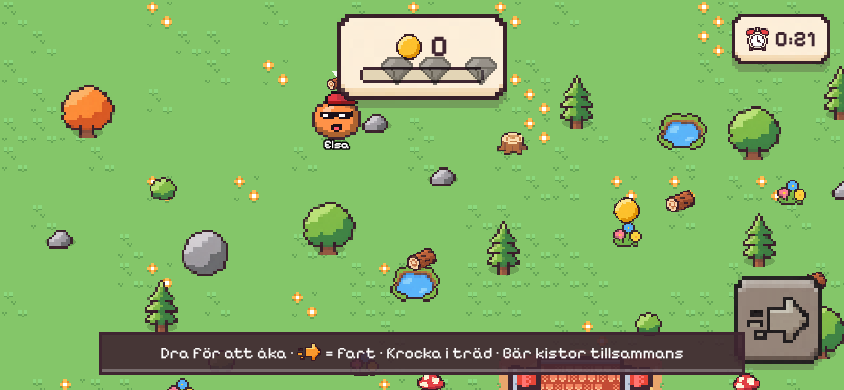 0
0:21
Elsa
Dra för att åka · = fart · Krocka i träd · Bär kistor tillsammans